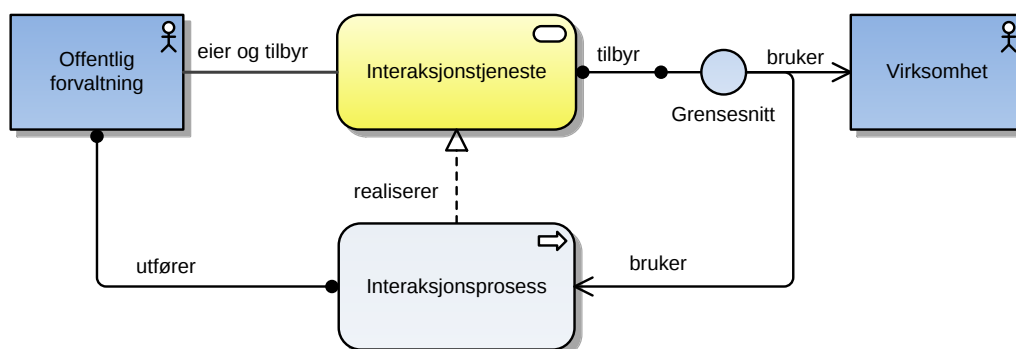 Offentlig
forvaltning
eier og tilbyr
Interaksjonstjeneste
tilbyr
Grensesnitt
bruker
Virksomhet
realiserer
utfører
Interaksjonsprosess
bruker